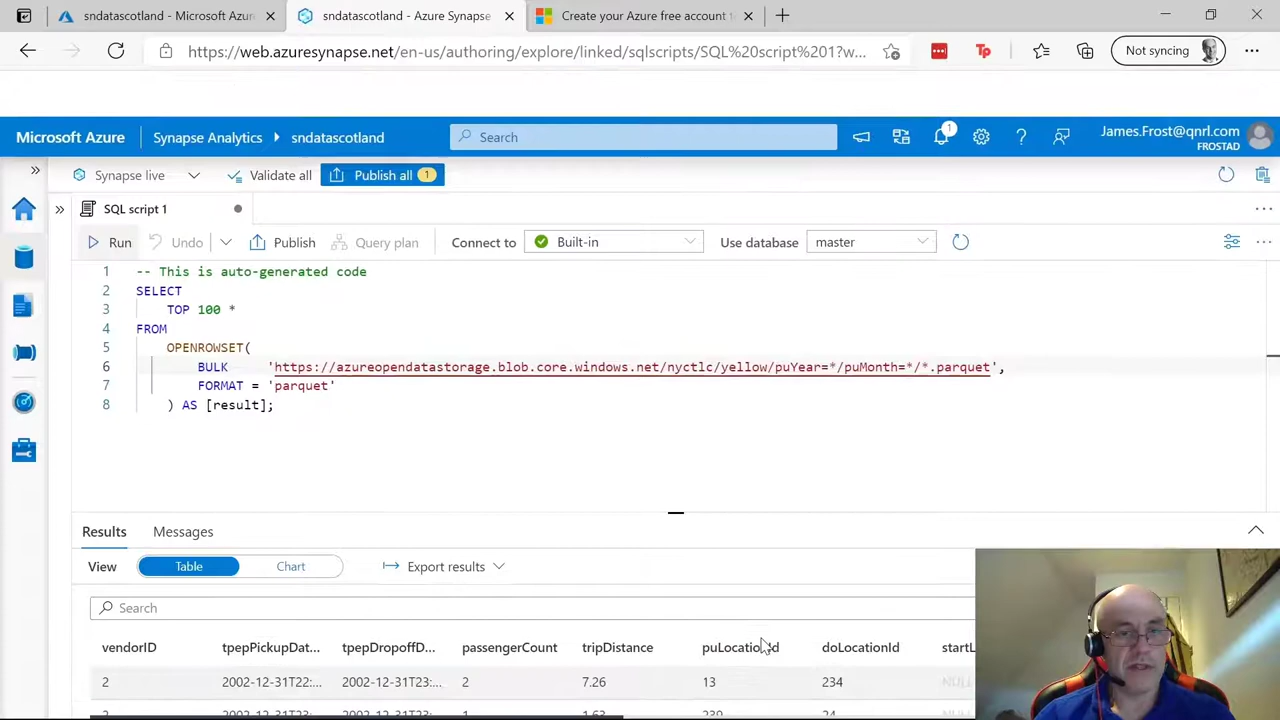 sndatascotland - Microsoft Azur
sndatascotland - Azure Synapse
Create your Azure free account t
https://web.azuresynapse.net/en-us/authoring/explore/linked/sqlscripts/SQL%20script%201?w...
Not syncing
Microsoft Azure
Synapse Analytics
sndatascotland
Search
1
James.Frost@qnrl.com
FROSTAD
Synapse live
Validate all
Publish all
1
SQL script 1
Run
Undo
Publish
Query plan
Connect to
Built-in
Use database
master
1 -- This is auto-generated code
2 SELECT
3 TOP 100 *
4 FROM
5 OPENROWSET(
6 BULK 'https://azureopendatastorage.blob.core.windows.net/nyctlc/yellow/puYear=*/puMonth=*/*.parquet',
7 FORMAT = 'parquet'
8 ) AS [result];
Results
Messages
View
Table
Chart
Export results
Search
vendorID tpepPickupDat... tpepDropoffD... passengerCount tripDistance puLocationId doLocationId startL
2 2002-12-31T22:... 2002-12-31T23:... 2 7.26 13 234 NULL